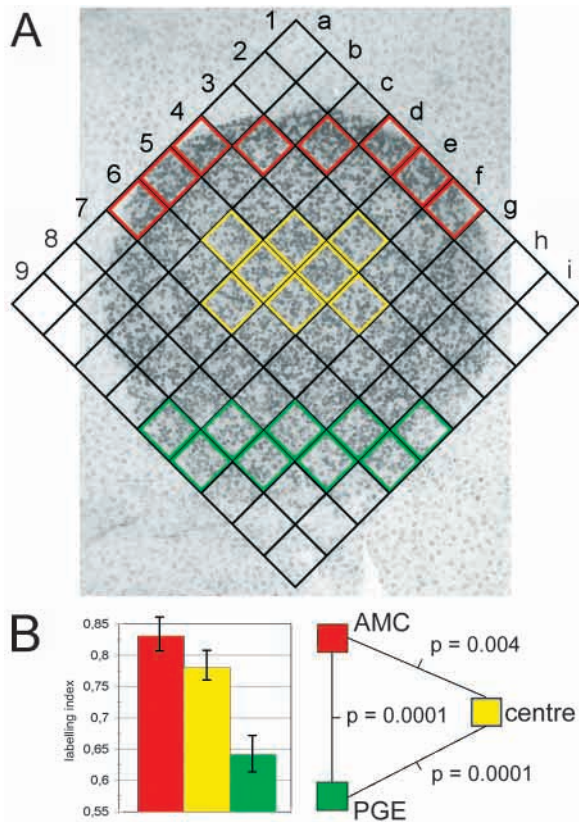 A
1
2
3
4
5
6
7
8
9
a
b
c
d
e
f
g
h
i
B
0,85
0,8
0,75
0,7
0,65
0,6
0,55
labelling index
AMC
p = 0.004
centre
p = 0.0001
p = 0.0001
PGE